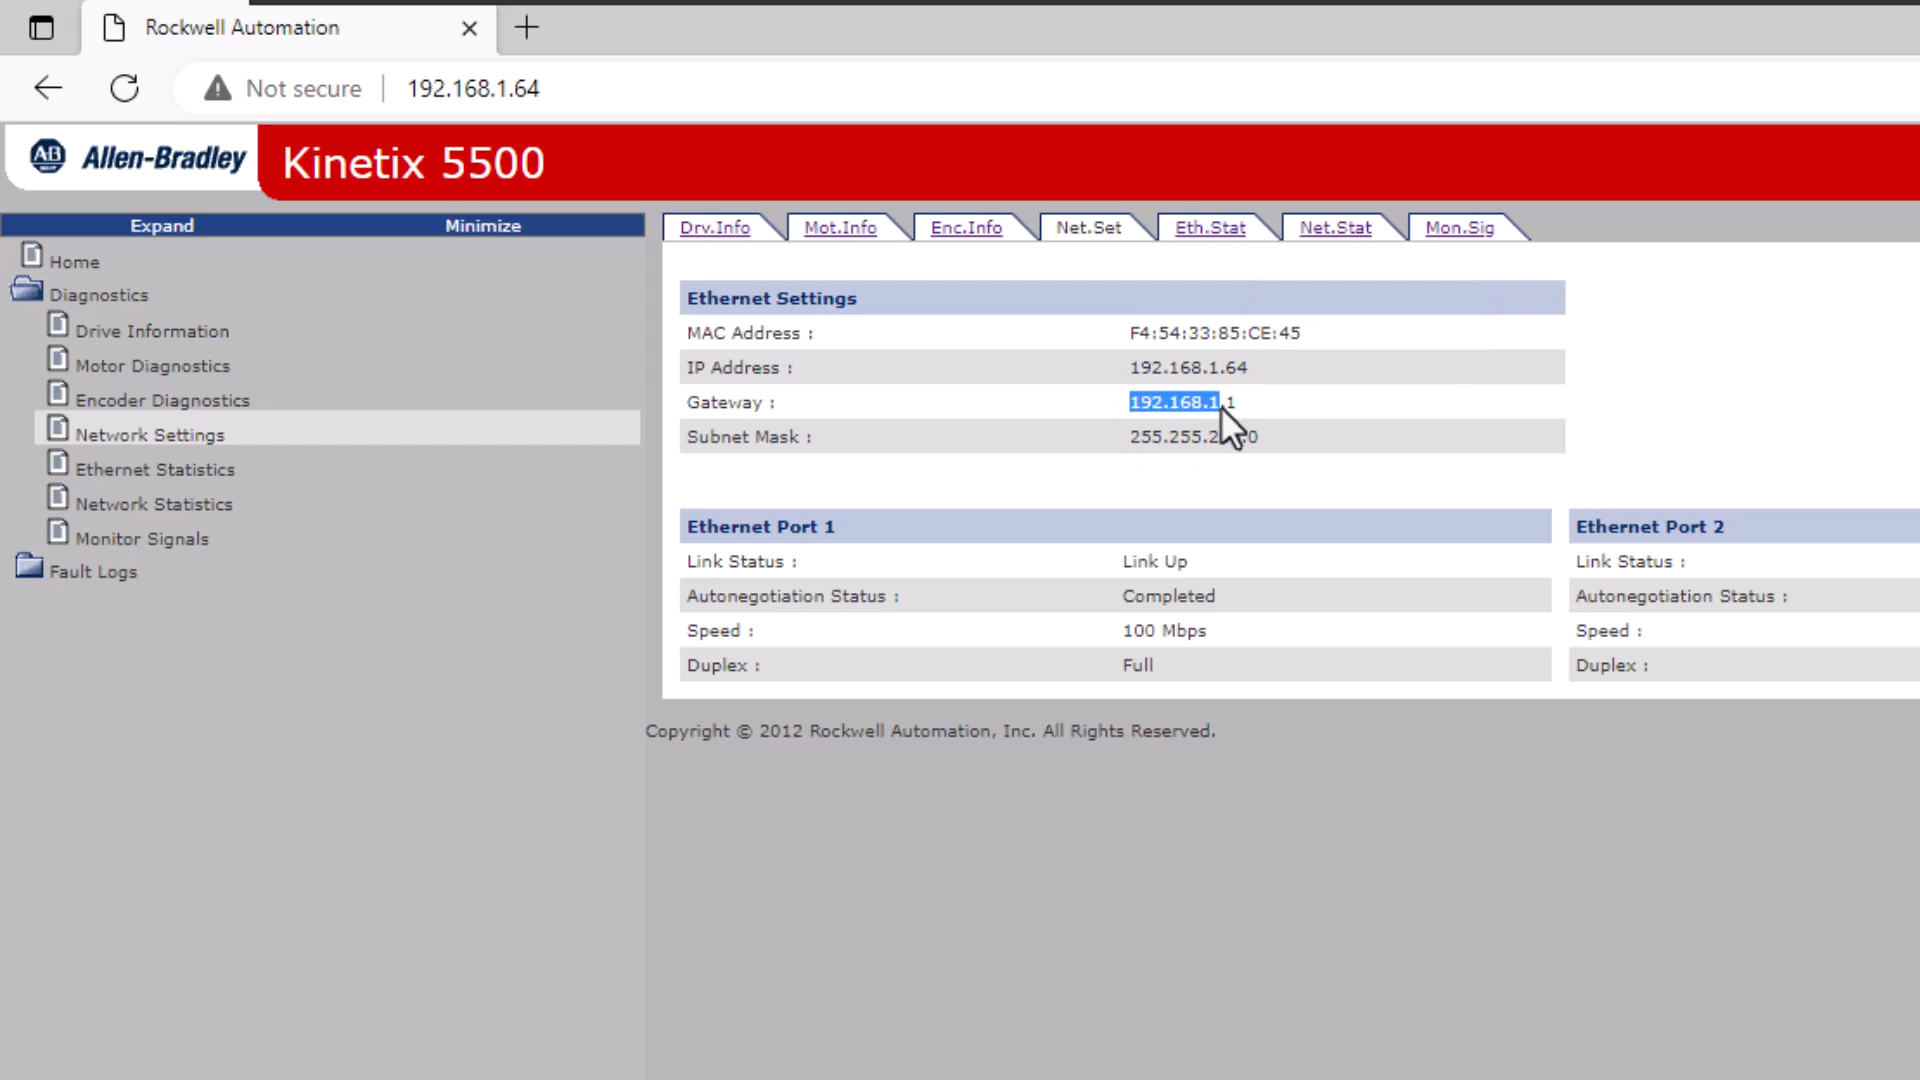 Rockwell Automation
Not secure 192.168.1.64
AB Allen-Bradley Kinetix 5500
Expand Minimize
Home
Diagnostics
Drive Information
Motor Diagnostics
Encoder Diagnostics
Network Settings
Ethernet Statistics
Network Statistics
Monitor Signals
Fault Logs
Drv.Info Mot.Info Enc.Info Net.Set Eth.Stat Net.Stat Mon.Sig
Ethernet Settings
MAC Address : F4:54:33:85:CE:45
IP Address : 192.168.1.64
Gateway : 192.168.1.1
Subnet Mask :
Ethernet Port 1
Link Status : Link Up
Autonegotiation Status : Completed
Speed : 100 Mbps
Duplex : Full
Ethernet Port 2
Link Status :
Autonegotiation Status :
Speed :
Duplex :
Copyright © 2012 Rockwell Automation, Inc. All Rights Reserved.